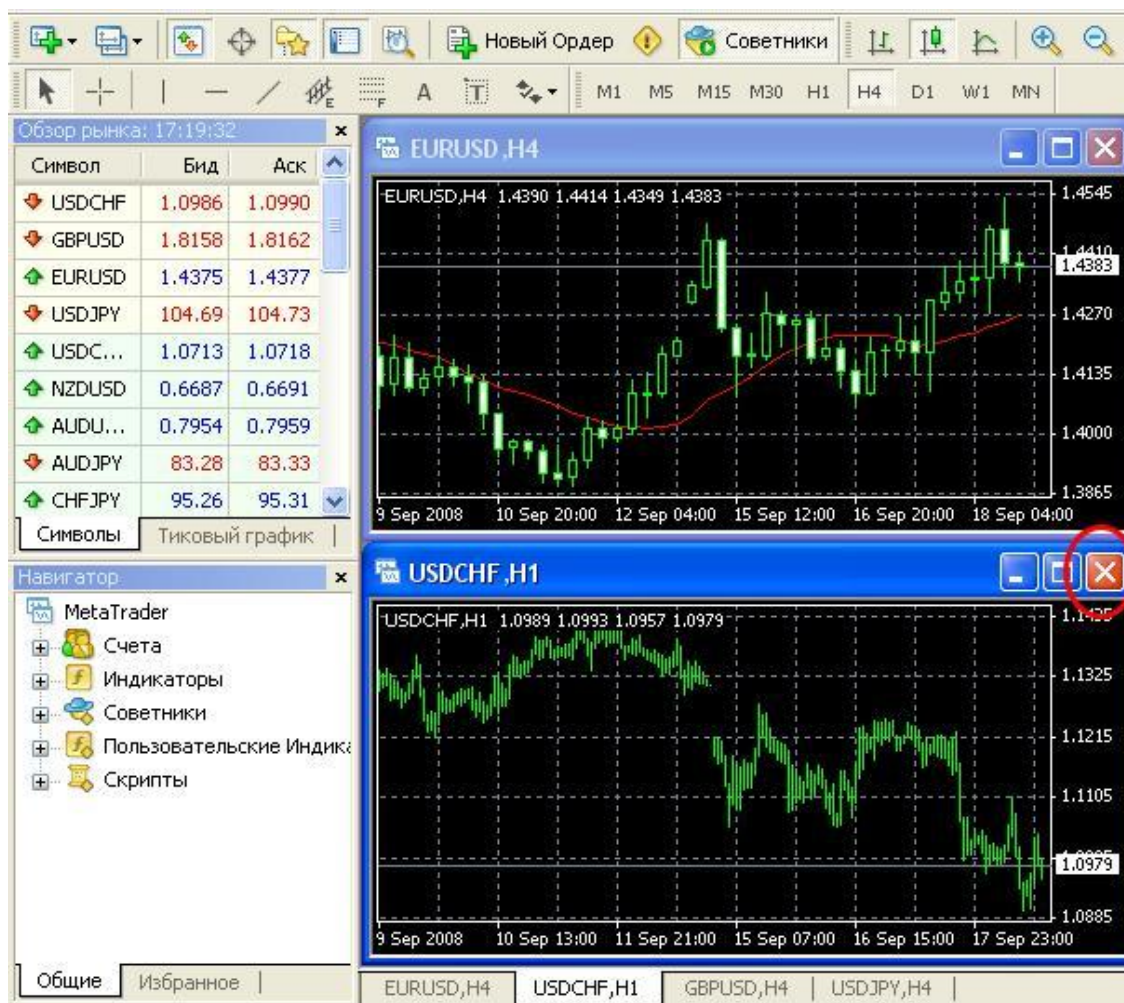 Новый Ордер Советники
E F A T M1 M5 M15 M30 H1 H4 D1 W1 MN
Обзор рынка: 17:19:32
Символ Бид Аск
USDCHF 1.0986 1.0990
GBPUSD 1.8158 1.8162
EURUSD 1.4375 1.4377
USDJPY 104.69 104.73
USDC... 1.0713 1.0718
NZDUSD 0.6687 0.6691
AUDU... 0.7954 0.7959
AUDJPY 83.28 83.33
CHFJPY 95.26 95.31
Символы Тиковый график
Навигатор
MetaTrader
Счета
Индикаторы
Советники
Пользовательские Индика
Скрипты
Общие Избранное
EURUSD,H4
EURUSD,H4 1.4390 1.4414 1.4349 1.4383
1.4545
1.4410
1.4383
1.4270
1.4135
1.4000
1.3865
9 Sep 2008 10 Sep 20:00 12 Sep 04:00 15 Sep 12:00 16 Sep 20:00 18 Sep 04:00
USDCHF,H1
USDCHF,H1 1.0989 1.0993 1.0957 1.0979
1.1435
1.1325
1.1215
1.1105
1.0979
1.0885
9 Sep 2008 10 Sep 13:00 11 Sep 21:00 15 Sep 07:00 16 Sep 15:00 17 Sep 23:00
EURUSD,H4 USDCHF,H1 GBPUSD,H4 USDJPY,H4